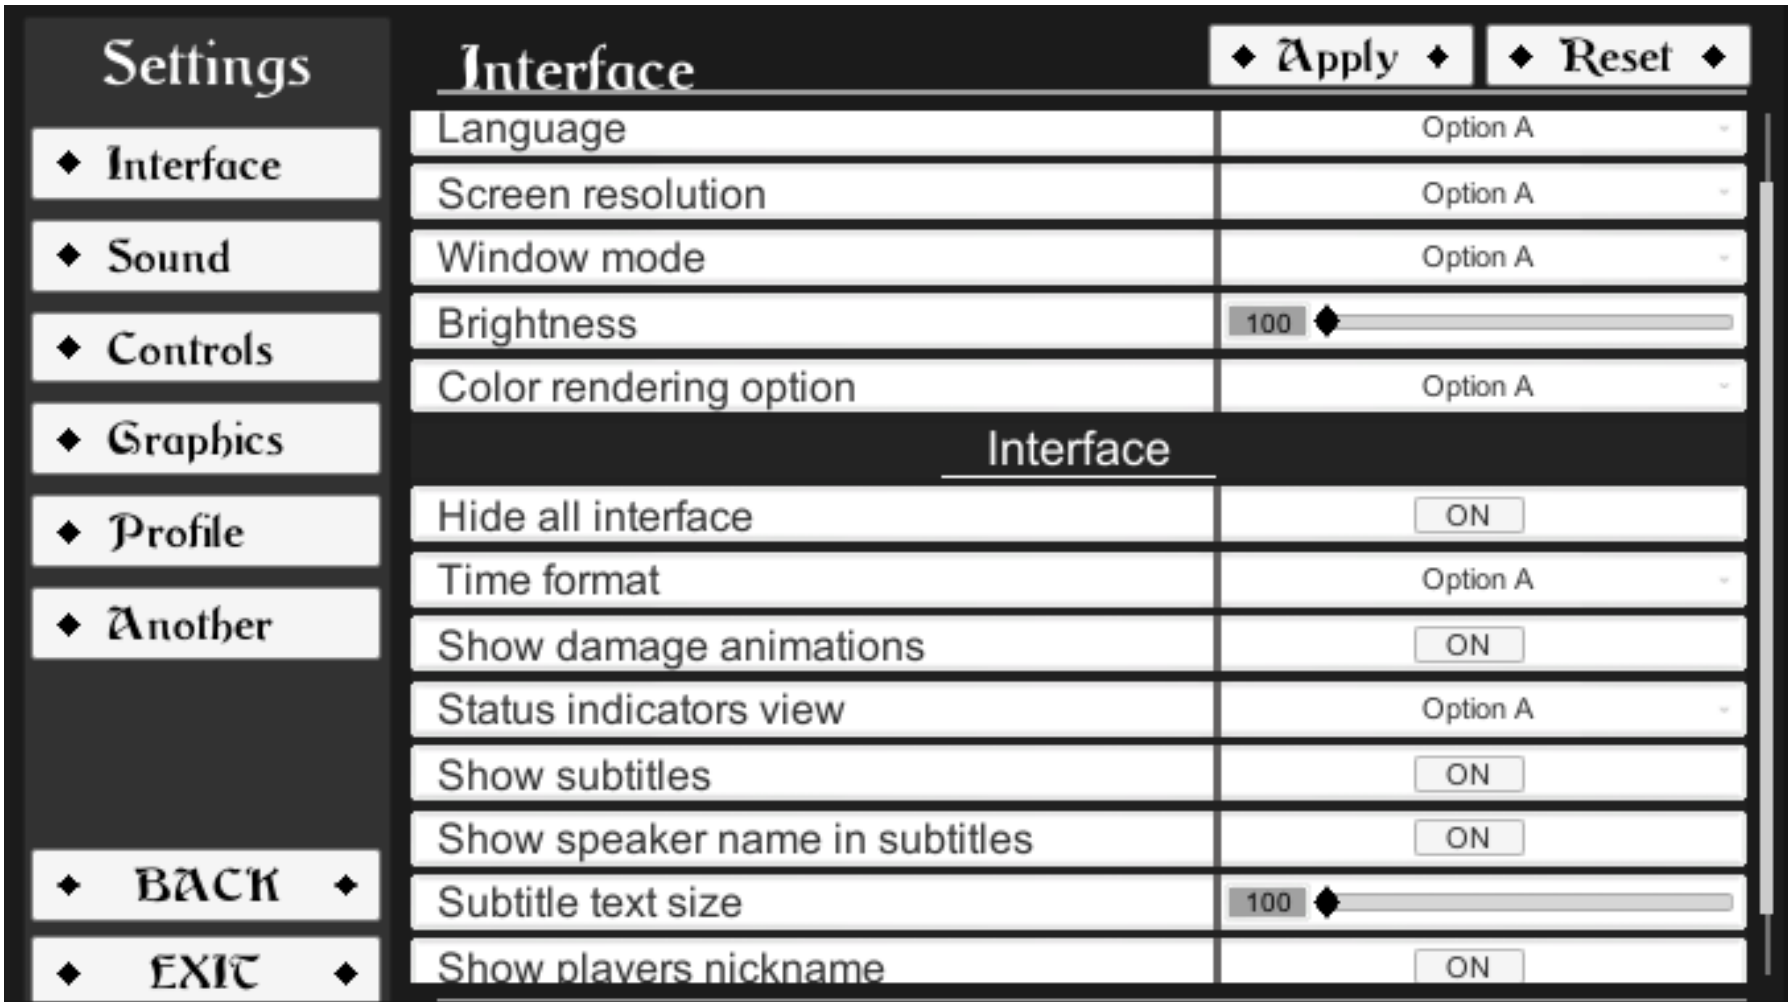 Settings
Interface
Sound
Controls
Graphics
Profile
Another
BACK
EXIT
Interface
Apply
Reset
Language Option A
Screen resolution Option A
Window mode Option A
Brightness 100
Color rendering option Option A
Interface
Hide all interface ON
Time format Option A
Show damage animations ON
Status indicators view Option A
Show subtitles ON
Show speaker name in subtitles ON
Subtitle text size 100
Show players nickname ON